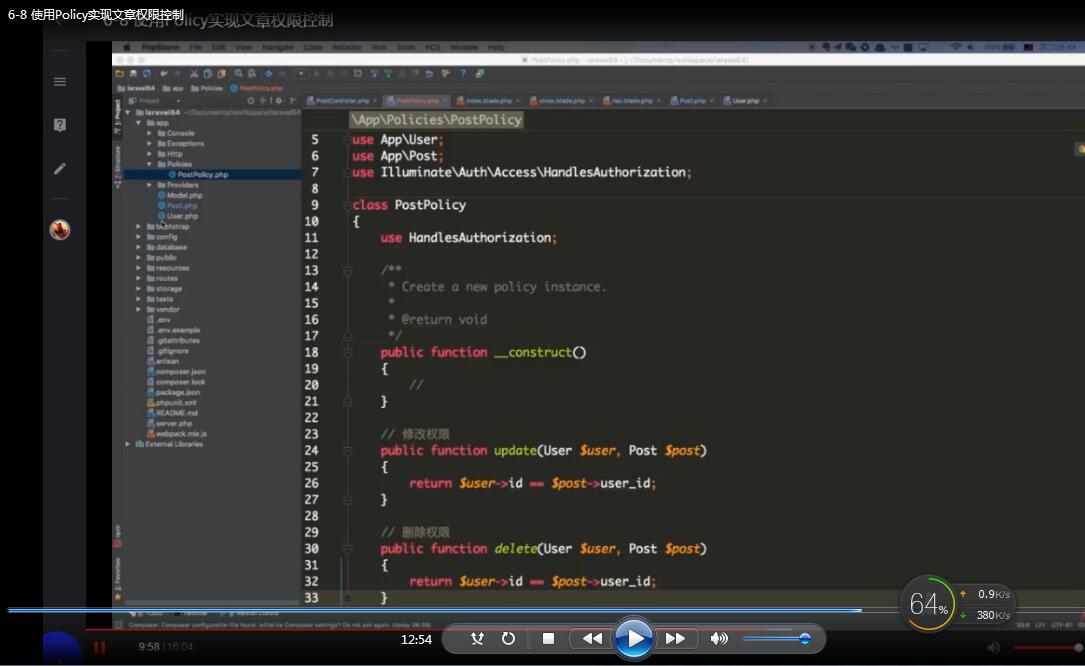 6-8 使用Policy实现文章权限控制
6-8 使用Policy实现文章权限控制
PhpStorm File Edit View Navigate Code Refactor Run Tools VCS Window Help
PostPolicy.php - laravel54 - [~/Documents/workspace/laravel54]
laravel54 app Policies PostPolicy.php
Project
PostController.php PostPolicy.php index.blade.php show.blade.php nav.blade.php Post.php User.php
laravel54 ~/Documents/workspace/laravel54
app
Console
Exceptions
Http
Policies
PostPolicy.php
Providers
Model.php
Post.php
User.php
bootstrap
config
database
public
resources
routes
storage
tests
vendor
.env
.env.example
.gitattributes
.gitignore
artisan
composer.json
composer.lock
package.json
phpunit.xml
README.md
server.php
webpack.mix.js
External Libraries
\App\Policies\PostPolicy
5 use App\User;
6 use App\Post;
7 use Illuminate\Auth\Access\HandlesAuthorization;
8
9 class PostPolicy
10 {
11 use HandlesAuthorization;
12
13 /**
14 * Create a new policy instance.
15 *
16 * @return void
17 */
18 public function __construct()
19 {
20 //
21 }
22
23 // 修改权限
24 public function update(User $user, Post $post)
25 {
26 return $user->id == $post->user_id;
27 }
28
29 // 删除权限
30 public function delete(User $user, Post $post)
31 {
32 return $user->id == $post->user_id;
33 }
64%
0.9K/s
380K/s
TODO Terminal Version Control
Composer: Composer configuration file found. Initialize Composer settings? Do not ask again. (today 06:39)
33:6 LF÷ UTF-8÷
12:54
9:58 / 16:04